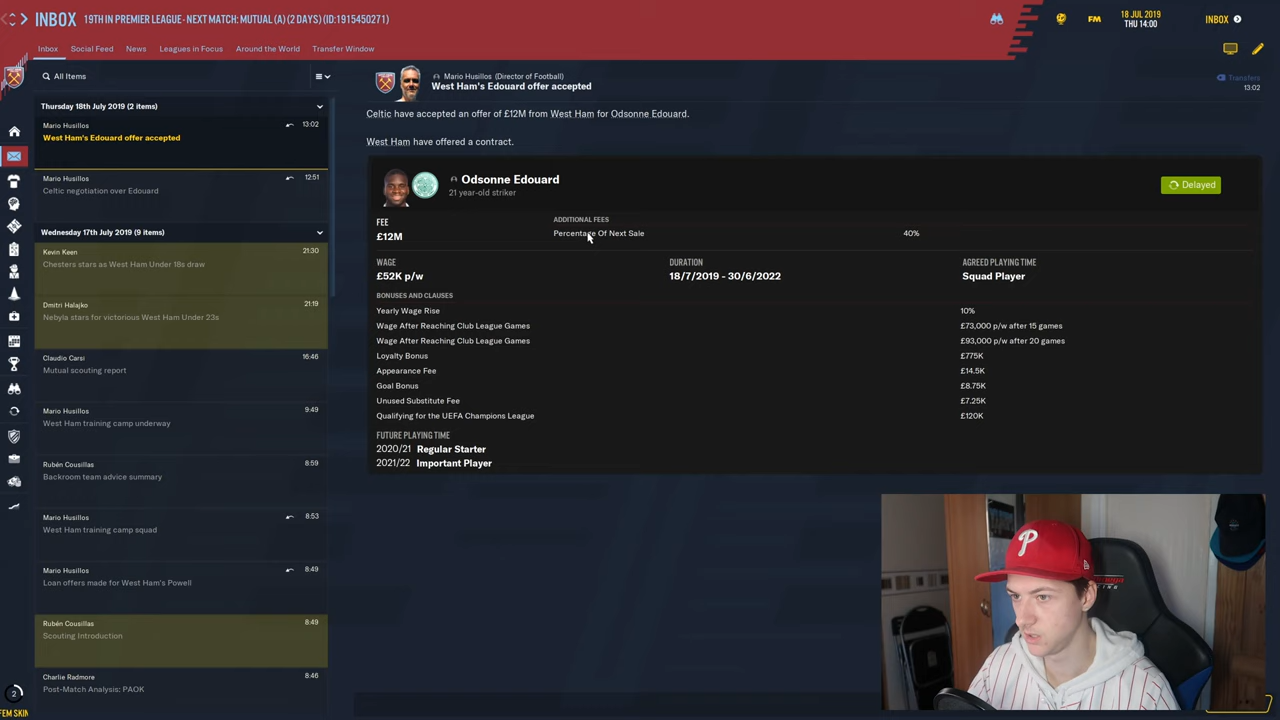 INBOX
19TH IN PREMIER LEAGUE - NEXT MATCH: MUTUAL (A) (2 DAYS) (ID:1915450271)
FM
18 JUL 2019
THU 14:00
INBOX
Inbox Social Feed News Leagues in Focus Around the World Transfer Window
All Items
Thursday 18th July 2019 (2 items)
Mario Husillos 13:02
West Ham's Edouard offer accepted
Mario Husillos 12:51
Celtic negotiation over Edouard
Wednesday 17th July 2019 (9 items)
Kevin Keen 21:30
Chesters stars as West Ham Under 18s draw
Dmitri Halajko 21:19
Nebyla stars for victorious West Ham Under 23s
Claudio Carsi 16:46
Mutual scouting report
Mario Husillos 9:49
West Ham training camp underway
Rubén Cousillas 8:59
Backroom team advice summary
Mario Husillos 8:53
West Ham training camp squad
Mario Husillos 8:49
Loan offers made for West Ham's Powell
Rubén Cousillas 8:49
Scouting Introduction
Charlie Radmore 8:46
Post-Match Analysis: PAOK
2
Mario Husillos (Director of Football)
West Ham's Edouard offer accepted
Transfers
13:02
Celtic have accepted an offer of £12M from West Ham for Odsonne Edouard.
West Ham have offered a contract.
Odsonne Edouard
21 year-old striker
Delayed
FEE
£12M
ADDITIONAL FEES
Percentage Of Next Sale 40%
WAGE DURATION AGREED PLAYING TIME
£52K p/w 18/7/2019 - 30/6/2022 Squad Player
BONUSES AND CLAUSES
Yearly Wage Rise 10%
Wage After Reaching Club League Games £73,000 p/w after 15 games
Wage After Reaching Club League Games £93,000 p/w after 20 games
Loyalty Bonus £775K
Appearance Fee £14.5K
Goal Bonus £8.75K
Unused Substitute Fee £7.25K
Qualifying for the UEFA Champions League £120K
FUTURE PLAYING TIME
2020/21 Regular Starter
2021/22 Important Player
P